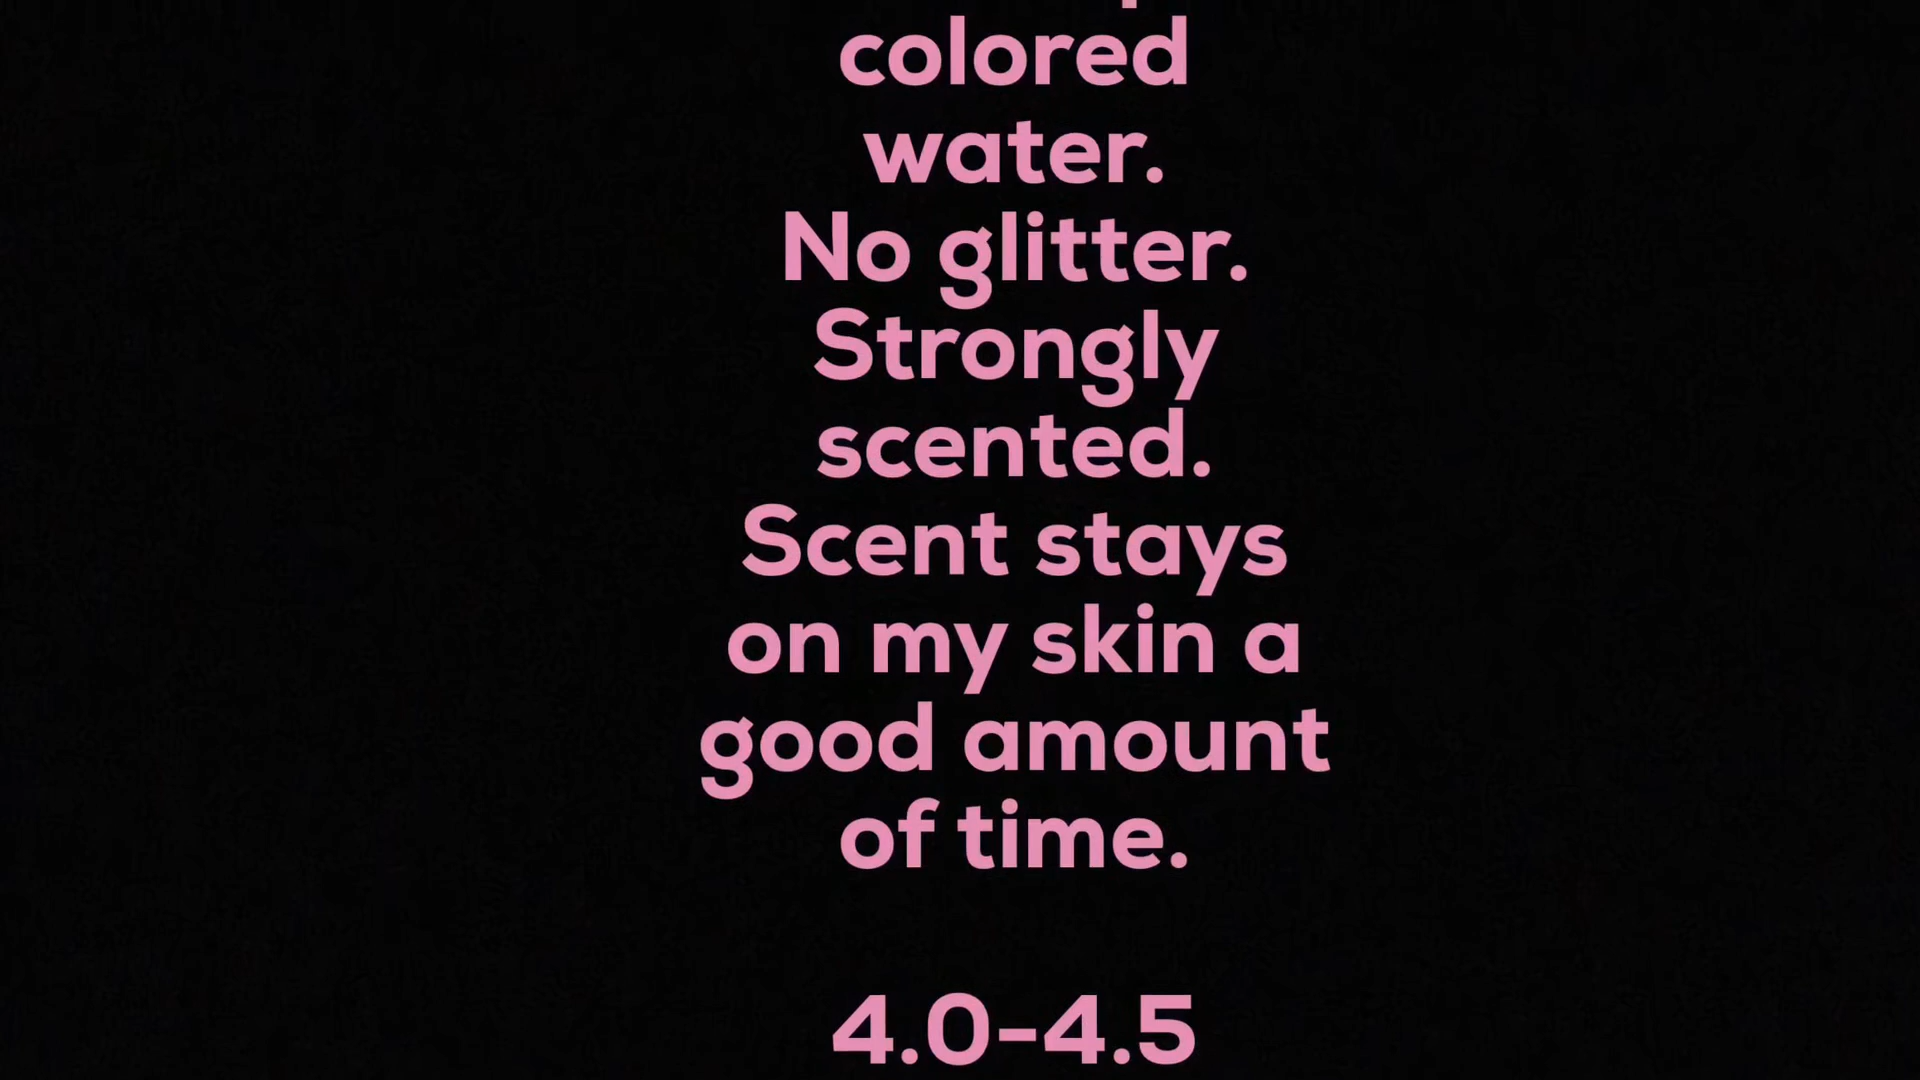 colored
water.
No glitter.
Strongly
scented.
Scent stays
on my skin a
good amount
of time.
4.0-4.5